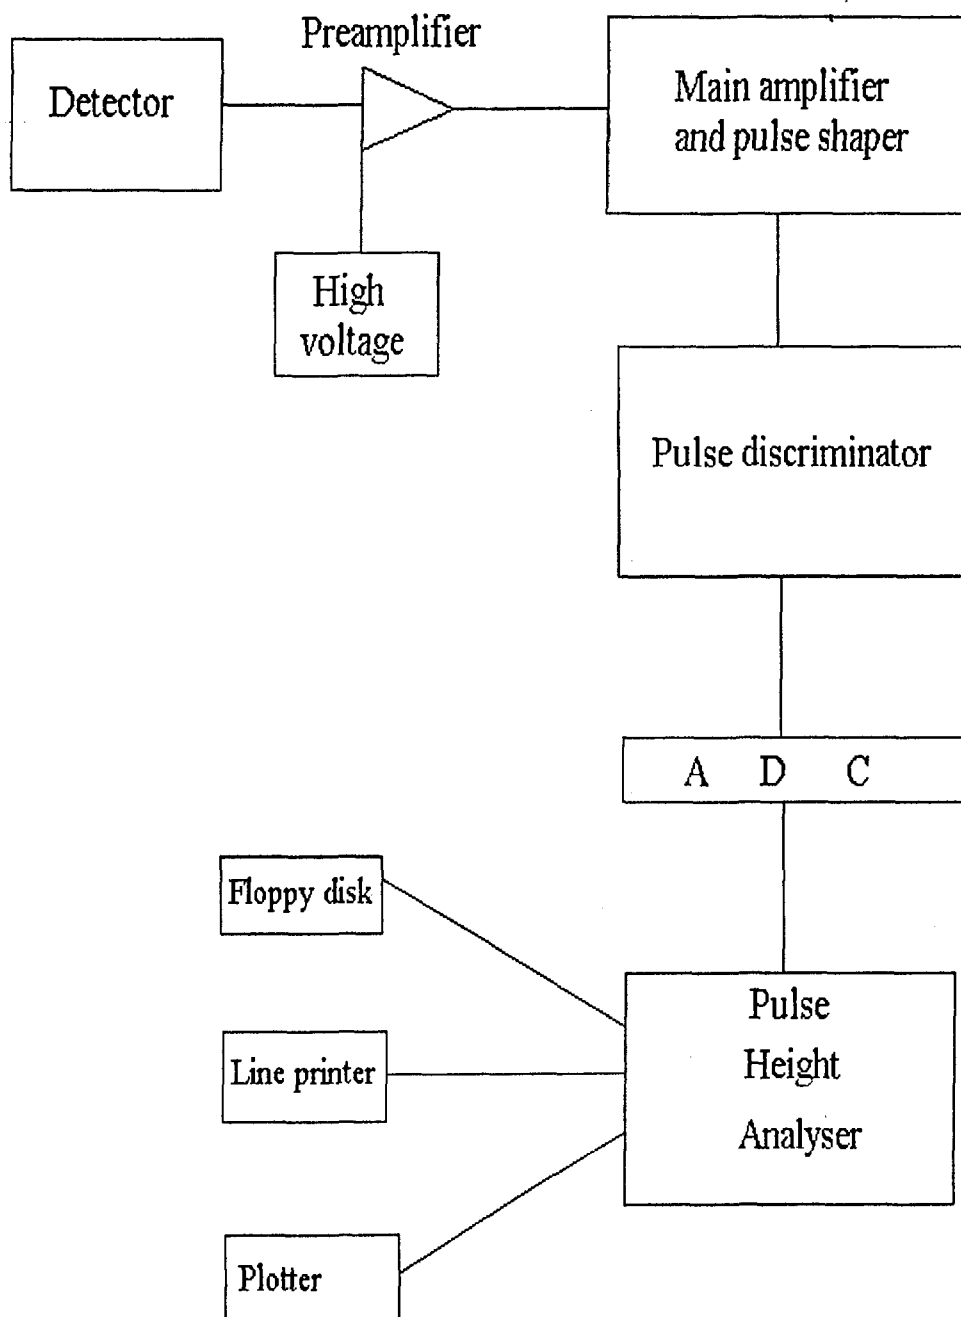 Preamplifier
Detector
Main amplifier
and pulse shaper
High
voltage
Pulse discriminator
A D C
Floppy disk
Pulse
Height
Analyser
Line printer
Plotter